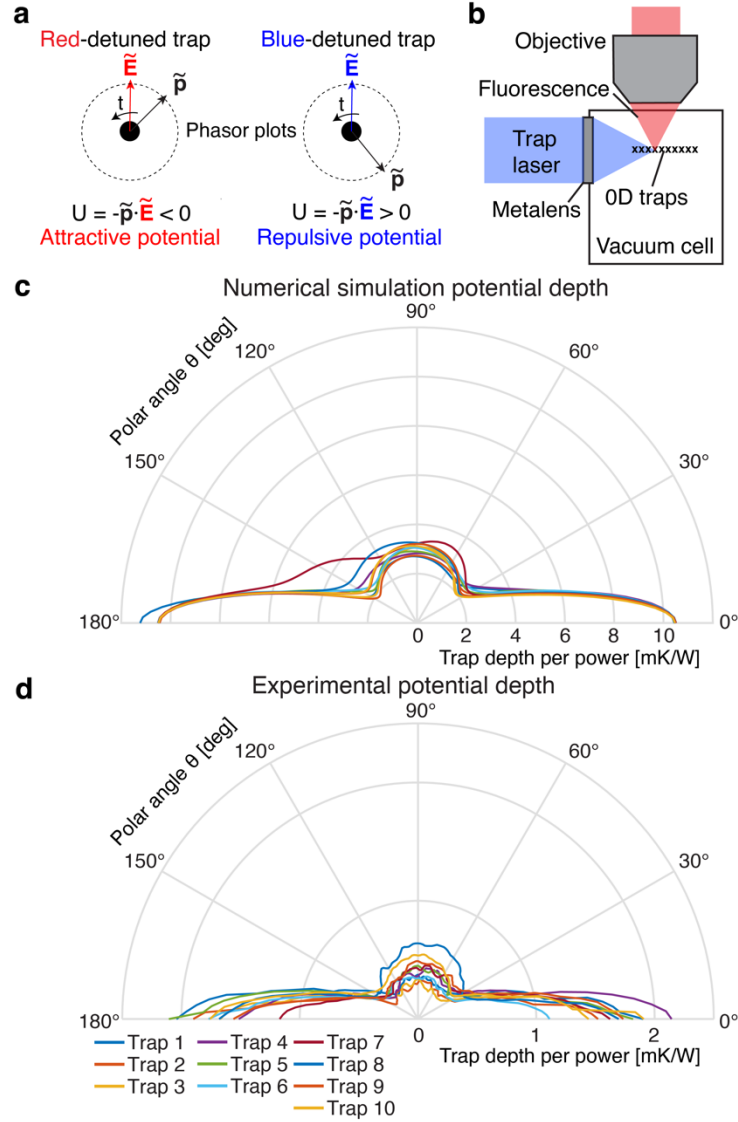 a
Red-detuned trap
Blue-detuned trap
Ẽ
p̃
t
Ẽ
p̃
t
Phasor plots
U = -p̃·Ẽ < 0
U = -p̃·Ẽ > 0
Attractive potential
Repulsive potential
b
Objective
Fluorescence
Trap
laser
xxxxxxxxxx
Metalens
0D traps
Vacuum cell
c
Numerical simulation potential depth
Polar angle θ [deg]
90°
120°
60°
150°
30°
180°
0°
0 2 4 6 8 10
Trap depth per power [mK/W]
d
Experimental potential depth
Polar angle θ [deg]
90°
120°
60°
150°
30°
180°
0°
0 1 2
Trap depth per power [mK/W]
Trap 1 Trap 4 Trap 7
Trap 2 Trap 5 Trap 8
Trap 3 Trap 6 Trap 9
Trap 10